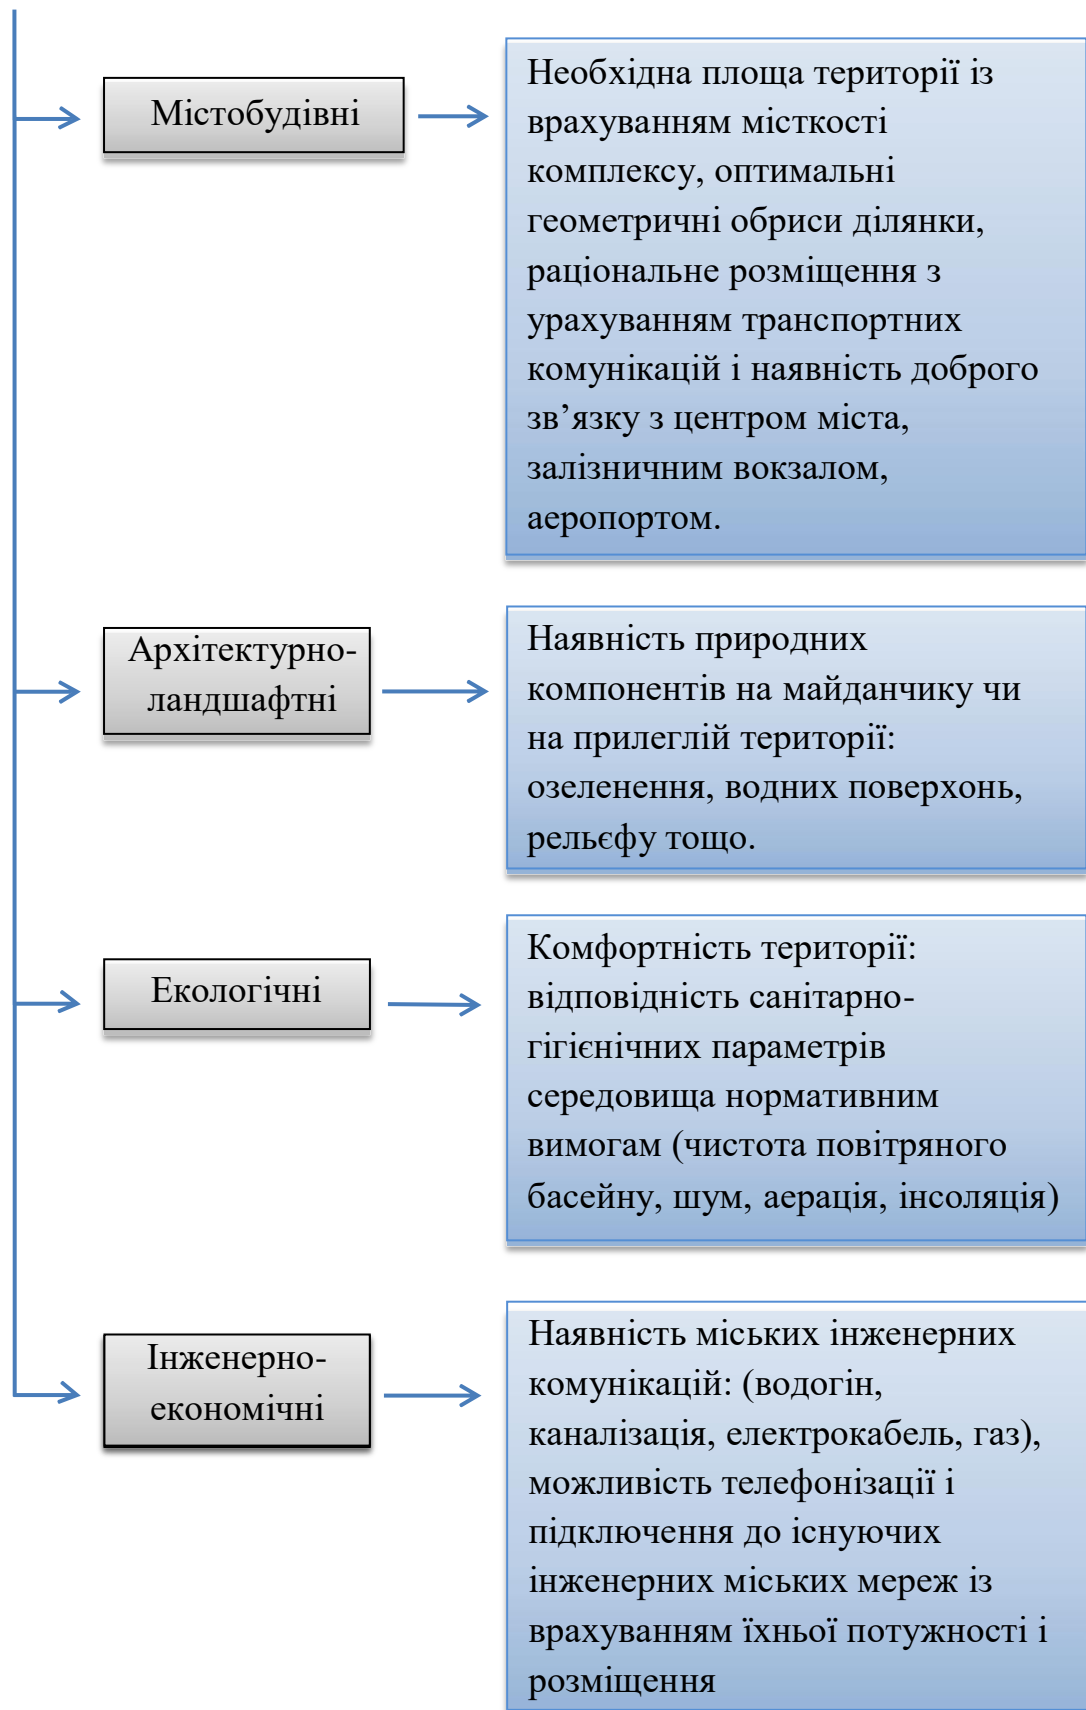 Містобудівні
Необхідна площа території із
врахуванням місткості
комплексу, оптимальні
геометричні обриси ділянки,
раціональне розміщення з
урахуванням транспортних
комунікацій і наявність доброго
зв’язку з центром міста,
залізничним вокзалом,
аеропортом.
Архітектурно-
ландшафтні
Наявність природних
компонентів на майданчику чи
на прилеглій території:
озеленення, водних поверхонь,
рельєфу тощо.
Екологічні
Комфортність території:
відповідність санітарно-
гігієнічних параметрів
середовища нормативним
вимогам (чистота повітряного
басейну, шум, аерація, інсоляція)
Інженерно-
економічні
Наявність міських інженерних
комунікацій: (водогін,
каналізація, електрокабель, газ),
можливість телефонізації і
підключення до існуючих
інженерних міських мереж із
врахуванням їхньої потужності і
розміщення